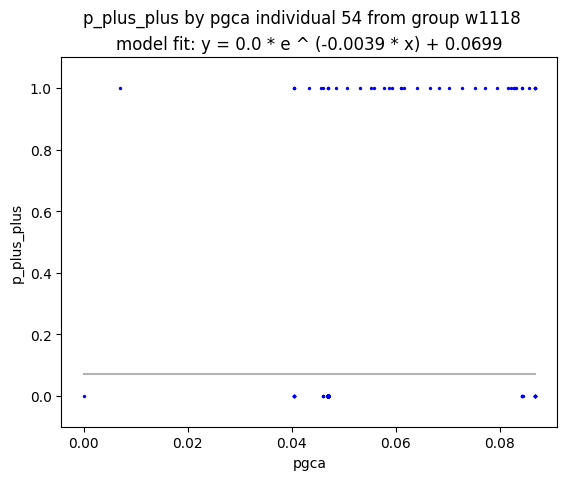 p_plus_plus by pgca individual 54 from group w1118
model fit: y = 0.0 * e ^ (-0.0039 * x) + 0.0699
1.0
0.8
0.6
0.4
0.2
0.0
p_plus_plus
0.00 0.02 0.04 0.06 0.08
pgca